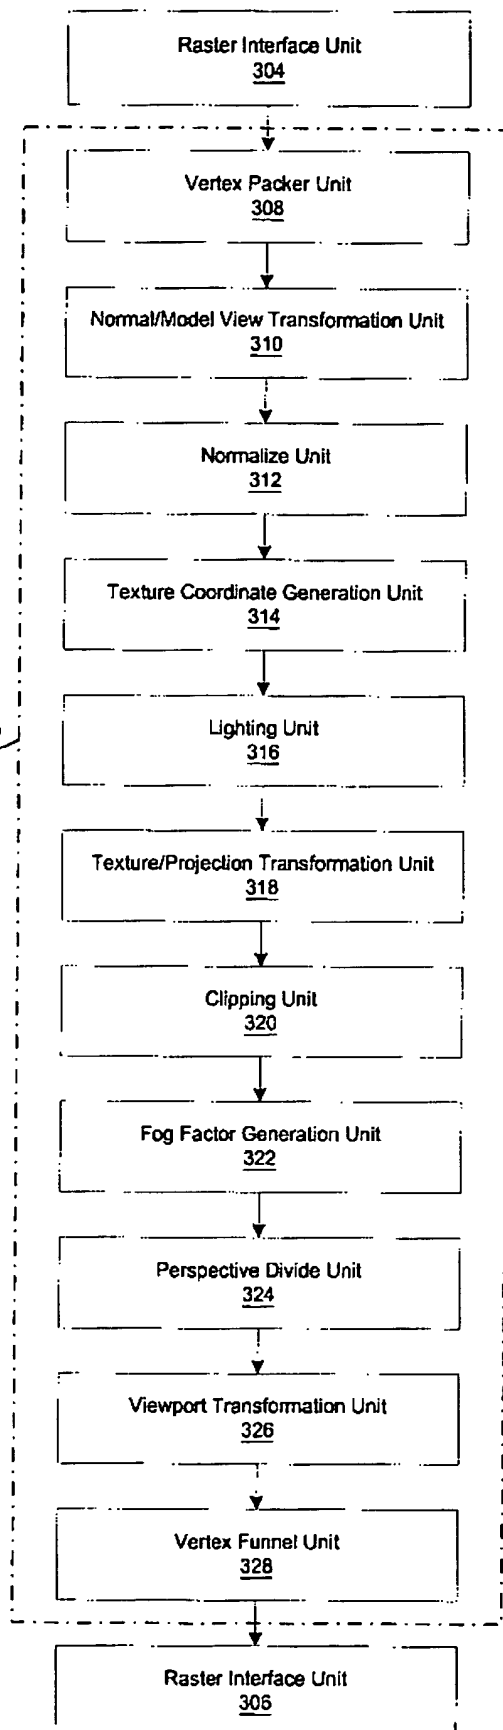 Raster Interface Unit
304
Vertex Packer Unit
308
Normal/Model View Transformation Unit
310
Normalize Unit
312
Texture Coordinate Generation Unit
314
Lighting Unit
316
Texture/Projection Transformation Unit
318
Clipping Unit
320
Fog Factor Generation Unit
322
Perspective Divide Unit
324
Viewport Transformation Unit
326
Vertex Funnel Unit
328
Raster Interface Unit
306